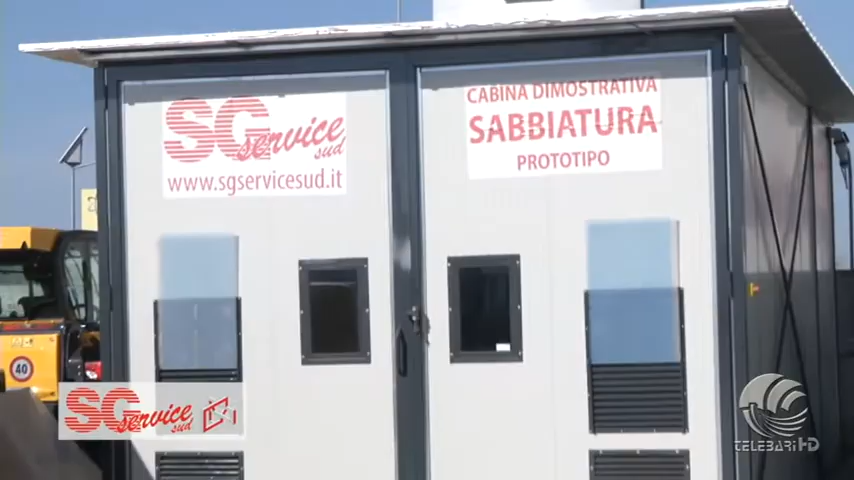 SG service sud
www.sgservicesud.it
CABINA DIMOSTRATIVA
SABBIATURA
PROTOTIPO
40
SG service sud
TELEBARI HD